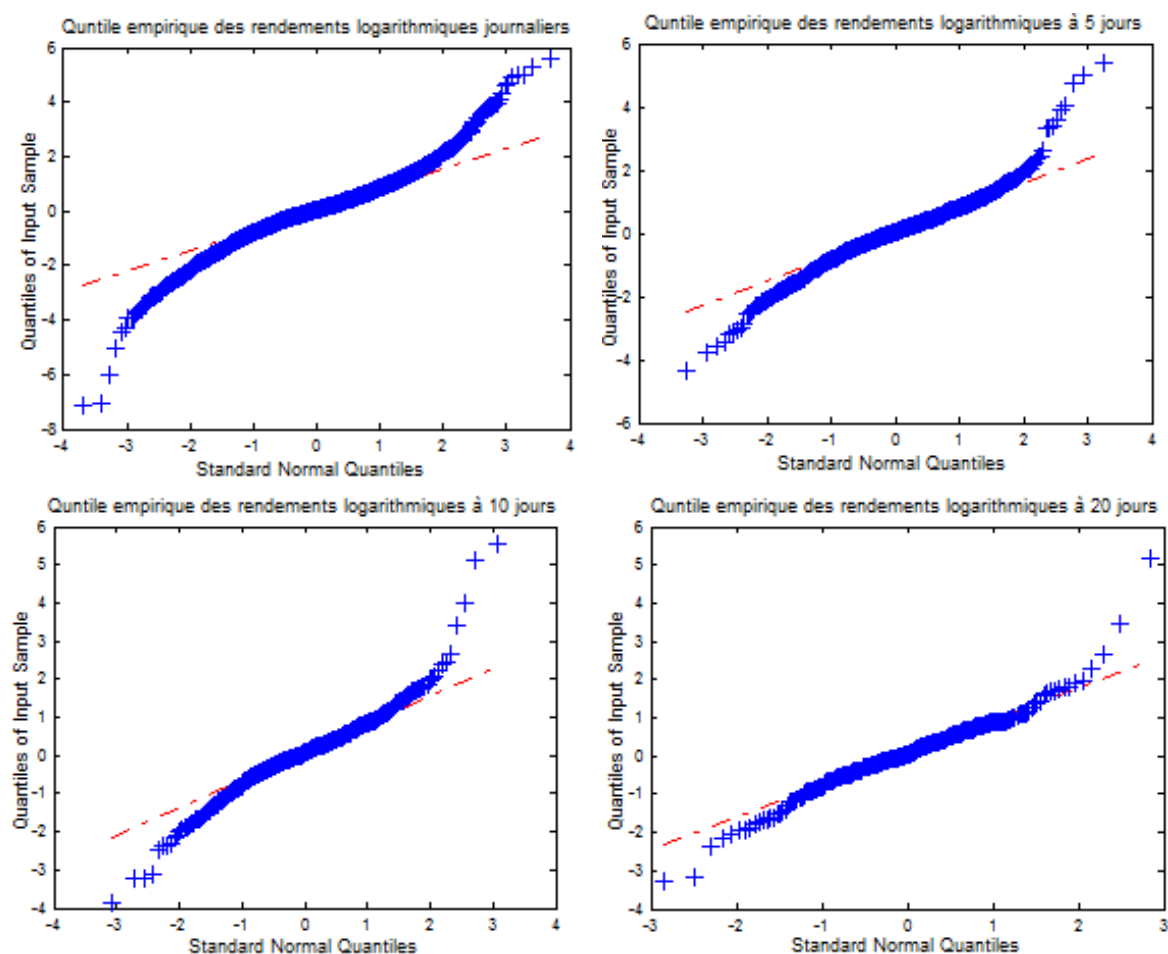 Quntile empirique des rendements logarithmiques journaliers
6
4
2
0
-2
-4
-6
-8
Quantiles of Input Sample
-4 -3 -2 -1 0 1 2 3 4
Standard Normal Quantiles
Quntile empirique des rendements logarithmiques à 5 jours
6
4
2
0
-2
-4
-6
Quantiles of Input Sample
-4 -3 -2 -1 0 1 2 3 4
Standard Normal Quantiles
Quntile empirique des rendements logarithmiques à 10 jours
6
5
4
3
2
1
0
-1
-2
-3
-4
Quantiles of Input Sample
-4 -3 -2 -1 0 1 2 3 4
Standard Normal Quantiles
Quntile empirique des rendements logarithmiques à 20 jours
6
5
4
3
2
1
0
-1
-2
-3
-4
Quantiles of Input Sample
-3 -2 -1 0 1 2 3
Standard Normal Quantiles